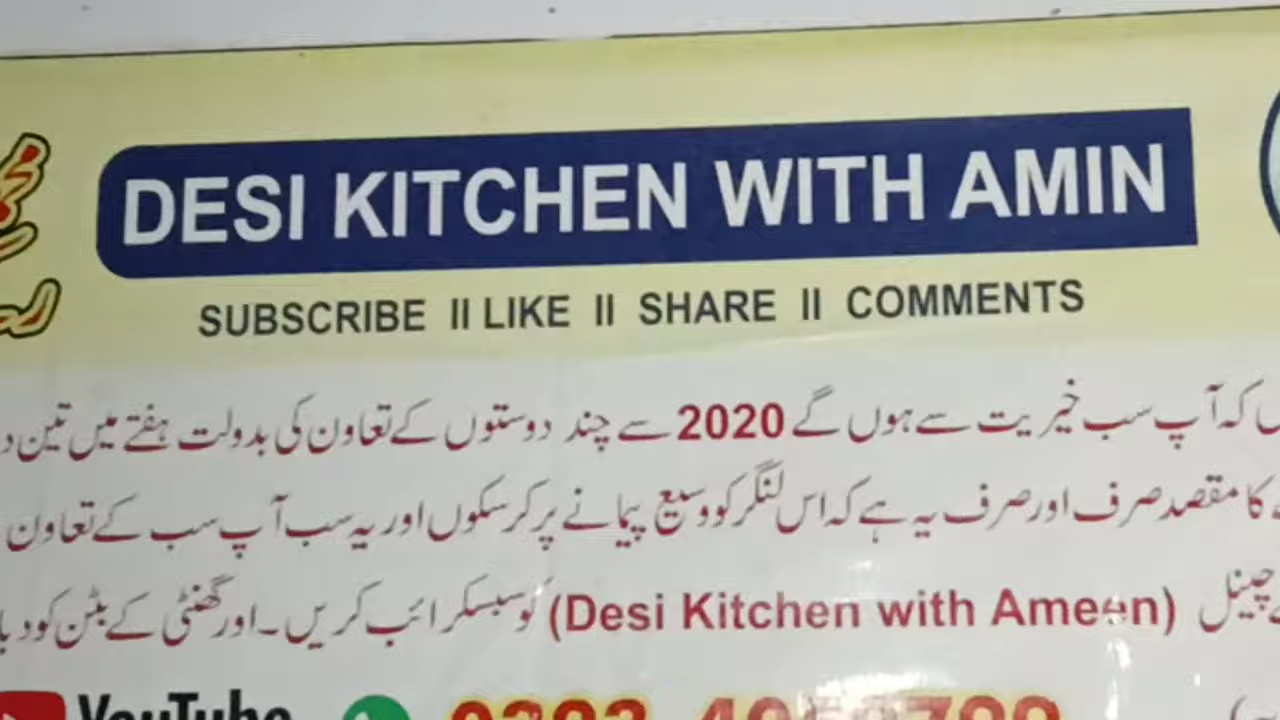 DESI KITCHEN WITH AMIN
SUBSCRIBE II LIKE II SHARE II COMMENTS
کہ آپ سب خیریت سے ہوں گے 2020 سے چند دوستوں کے تعاون کی بدولت ہفتے میں تین
کا مقصد صرف اور صرف یہ ہے کہ اس لنگر کو وسیع پیمانے پر کر سکوں اور یہ سب آپ سب کے تعاون
چینل (Desi Kitchen with Ameen) کو سبسکرائب کریں۔ اور گھنٹی کے بٹن کو
YouTube